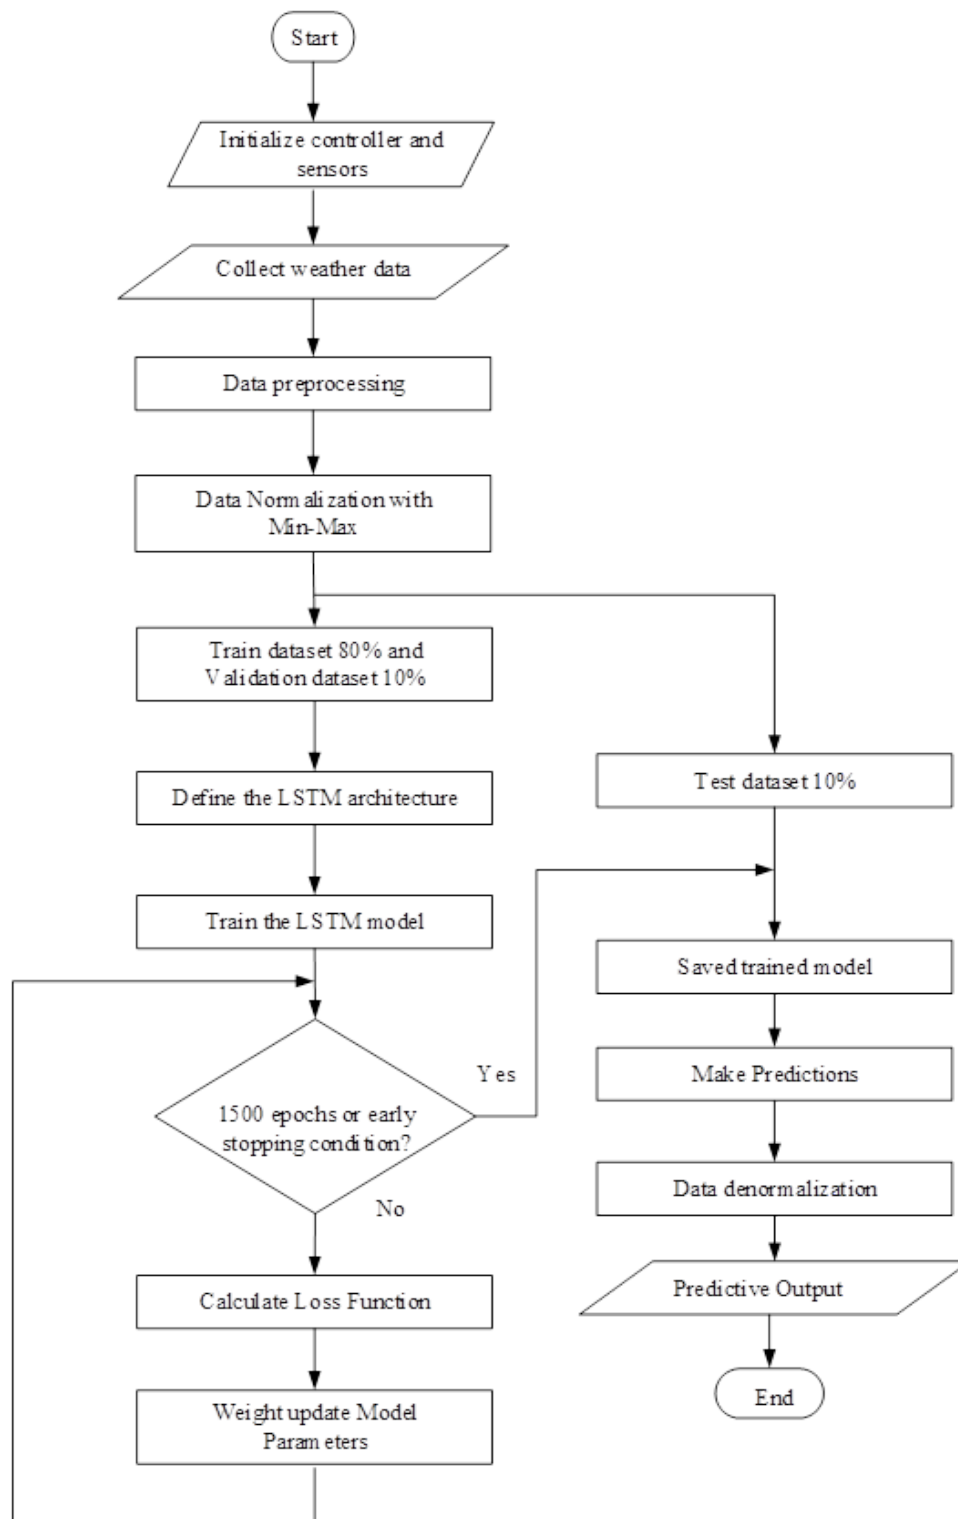 Start
Initialize controller and
sensors
Collect weather data
Data preprocessing
Data Normalization with
Min-Max
Train dataset 80% and
Validation dataset 10%
Define the LSTM architecture
Train the LSTM model
1500 epochs or early
stopping condition?
Yes
No
Calculate Loss Function
Weight update Model
Parameters
Test dataset 10%
Saved trained model
Make Predictions
Data denormalization
Predictive Output
End